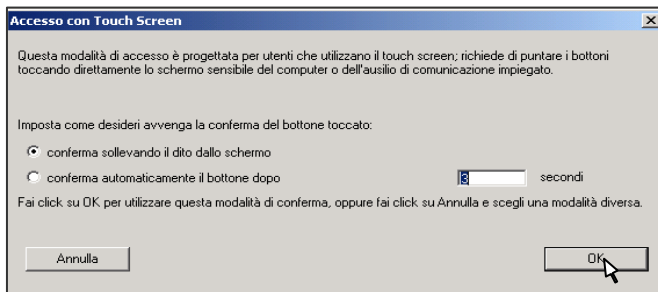 Accesso con Touch Screen
Questa modalità di accesso è progettata per utenti che utilizzano il touch screen; richiede di puntare i bottoni
toccando direttamente lo schermo sensibile del computer o dell'ausilio di comunicazione impiegato.
Imposta come desideri avvenga la conferma del bottone toccato:
conferma sollevando il dito dallo schermo
conferma automaticamente il bottone dopo 3 secondi
Fai click su OK per utilizzare questa modalità di conferma, oppure fai click su Annulla e scegli una modalità diversa.
Annulla OK